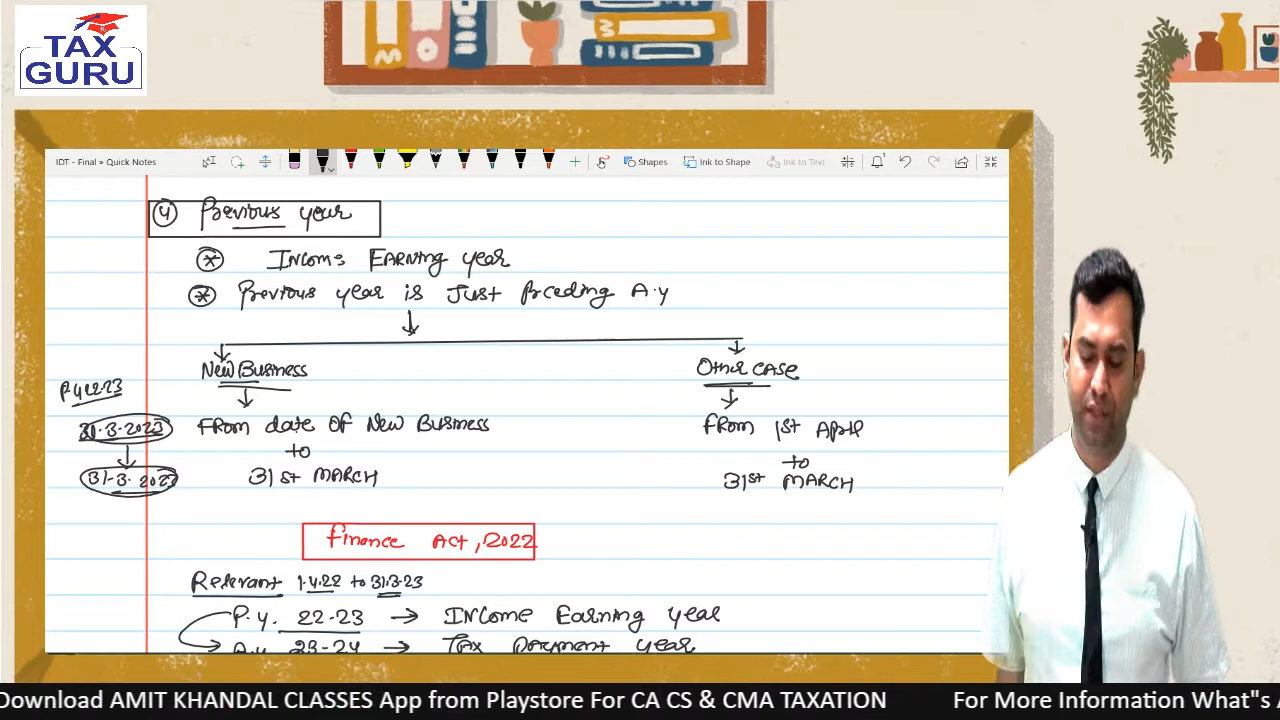 TAX
GURU
IDT - Final » Quick Notes
Shapes
Ink to Shape
Ink to Text
④ Previous year
* Income Earning year
* Previous year is Just Preceding A.y
New Business
Other case
P.y 22-23
31-3-2023
From date of New Business
From 1st April
to
to
31-3-2023
31st MARCH
31st MARCH
Finance Act, 2022
Relevant 1.4.22 to 31.3.23
P.y. 22-23 → Income Earning year
A.y. 23-24 → Tax Payment year
Download AMIT KHANDAL CLASSES App from Playstore For CA CS & CMA TAXATION
For More Information What"s A